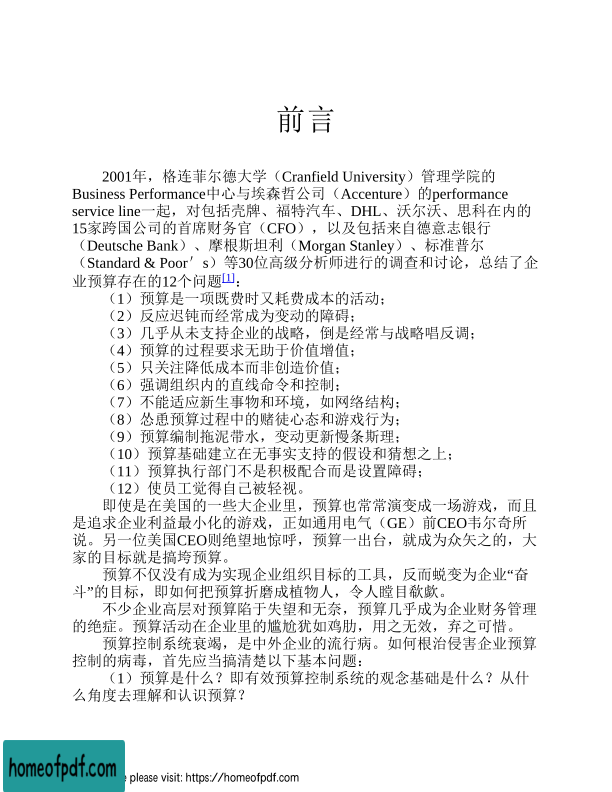 前言
2001年，格连菲尔德大学（Cranfield University）管理学院的
Business Performance中心与埃森哲公司（Accenture）的performance
service line一起，对包括壳牌、福特汽车、DHL、沃尔沃、思科在内的
15家跨国公司的首席财务官（CFO），以及包括来自德意志银行
（Deutsche Bank）、摩根斯坦利（Morgan Stanley）、标准普尔
（Standard & Poor′s）等30位高级分析师进行的调查和讨论，总结了企
业预算存在的12个问题[1]：
（1）预算是一项既费时又耗费成本的活动；
（2）反应迟钝而经常成为变动的障碍；
（3）几乎从未支持企业的战略，倒是经常与战略唱反调；
（4）预算的过程要求无助于价值增值；
（5）只关注降低成本而非创造价值；
（6）强调组织内的直线命令和控制；
（7）不能适应新生事物和环境，如网络结构；
（8）怂恿预算过程中的赌徒心态和游戏行为；
（9）预算编制拖泥带水，变动更新慢条斯理；
（10）预算基础建立在无事实支持的假设和猜想之上；
（11）预算执行部门不是积极配合而是设置障碍；
（12）使员工觉得自己被轻视。
即使是在美国的一些大企业里，预算也常常演变成一场游戏，而且
是追求企业利益最小化的游戏，正如通用电气（GE）前CEO韦尔奇所
说。另一位美国CEO则绝望地惊呼，预算一出台，就成为众矢之的，大
家的目标就是搞垮预算。
预算不仅没有成为实现企业组织目标的工具，反而蜕变为企业“奋
斗”的目标，即如何把预算折磨成植物人，令人瞠目欷歔。
不少企业高层对预算陷于失望和无奈，预算几乎成为企业财务管理
的绝症。预算活动在企业里的尴尬犹如鸡肋，用之无效，弃之可惜。
预算控制系统衰竭，是中外企业的流行病。如何根治侵害企业预算
控制的病毒，首先应当搞清楚以下基本问题：
（1）预算是什么？即有效预算控制系统的观念基础是什么？从什
么角度去理解和认识预算？
homeofpdf.com
e please visit: https://homeofpdf.com